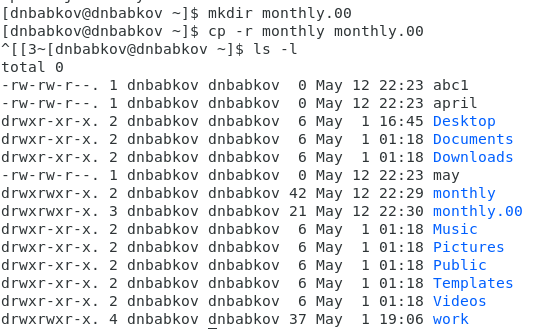 [dnbabkov@dnbabkov ~]$ mkdir monthly.00
[dnbabkov@dnbabkov ~]$ cp -r monthly monthly.00
^[[3~[dnbabkov@dnbabkov ~]$ ls -l
total 0
-rw-rw-r--. 1 dnbabkov dnbabkov  0 May 12 22:23 abc1
-rw-rw-r--. 1 dnbabkov dnbabkov  0 May 12 22:23 april
drwxr-xr-x. 2 dnbabkov dnbabkov  6 May  1 16:45 Desktop
drwxr-xr-x. 2 dnbabkov dnbabkov  6 May  1 01:18 Documents
drwxr-xr-x. 2 dnbabkov dnbabkov  6 May  1 01:18 Downloads
-rw-rw-r--. 1 dnbabkov dnbabkov  0 May 12 22:23 may
drwxrwxr-x. 2 dnbabkov dnbabkov 42 May 12 22:29 monthly
drwxrwxr-x. 3 dnbabkov dnbabkov 21 May 12 22:30 monthly.00
drwxr-xr-x. 2 dnbabkov dnbabkov  6 May  1 01:18 Music
drwxr-xr-x. 2 dnbabkov dnbabkov  6 May  1 01:18 Pictures
drwxr-xr-x. 2 dnbabkov dnbabkov  6 May  1 01:18 Public
drwxr-xr-x. 2 dnbabkov dnbabkov  6 May  1 01:18 Templates
drwxr-xr-x. 2 dnbabkov dnbabkov  6 May  1 01:18 Videos
drwxrwxr-x. 4 dnbabkov dnbabkov 37 May  1 19:06 work